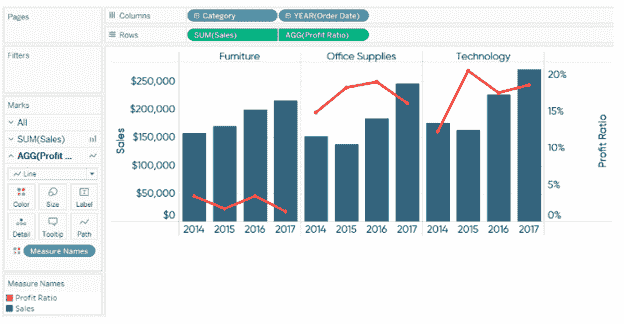 Pages
Columns
Category
YEAR(Order Date)
Rows
SUM(Sales)
AGG(Profit Ratio)
Filters
Marks
All
SUM(Sales)
AGG(Profit ...
Line
Color
Size
Label
Detail
Tooltip
Path
Measure Names
Measure Names
Profit Ratio
Sales
Furniture
Office Supplies
Technology
Sales
$250,000
$200,000
$150,000
$100,000
$50,000
$0
20%
15%
10%
5%
0%
Profit Ratio
2014 2015 2016 2017 2014 2015 2016 2017 2014 2015 2016 2017